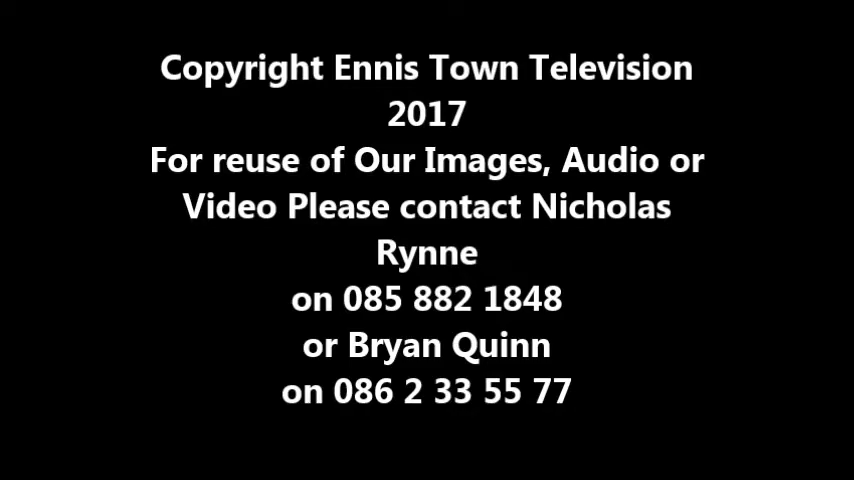 Copyright Ennis Town Television
2017
For reuse of Our Images, Audio or
Video Please contact Nicholas
Rynne
on 085 882 1848
or Bryan Quinn
on 086 2 33 55 77